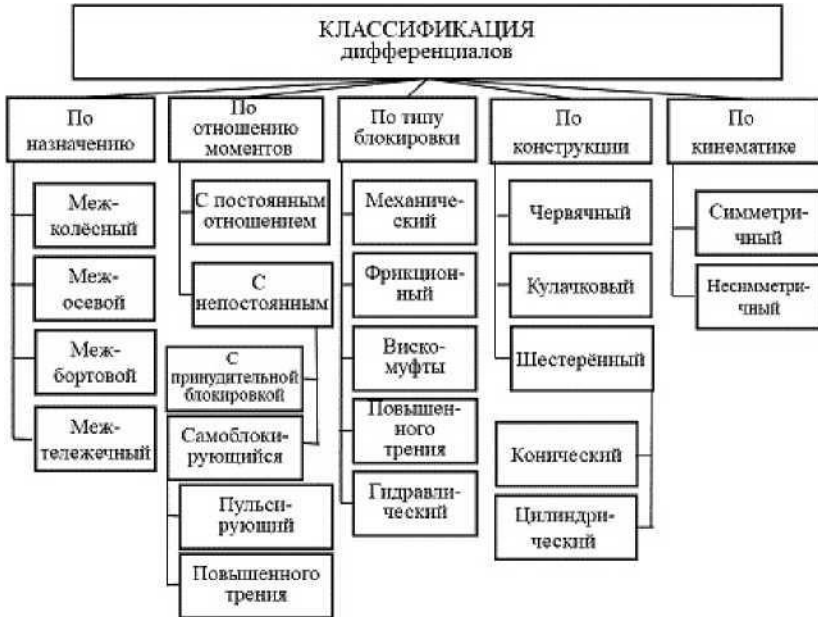 КЛАССИФИКАЦИЯ
дифференциалов
По
назначению
Меж-
колёсный
Меж-
осевой
Меж-
бортовой
Меж-
тележечный
По
отношению
моментов
С постоянным
отношением
С
непостоянным
С
принудительной
блокировкой
Самоблоки-
рующийся
Пульси-
рующий
Повышенного
трения
По типу
блокировки
Механиче-
ский
Фрикцион-
ный
Виско-
муфты
Повышен-
ного
трения
Гидравли-
ческий
По
конструкции
Червячный
Кулачковый
Шестерённый
Конический
Цилиндри-
ческий
По
кинематике
Симметри-
чный
Несимметри-
чный